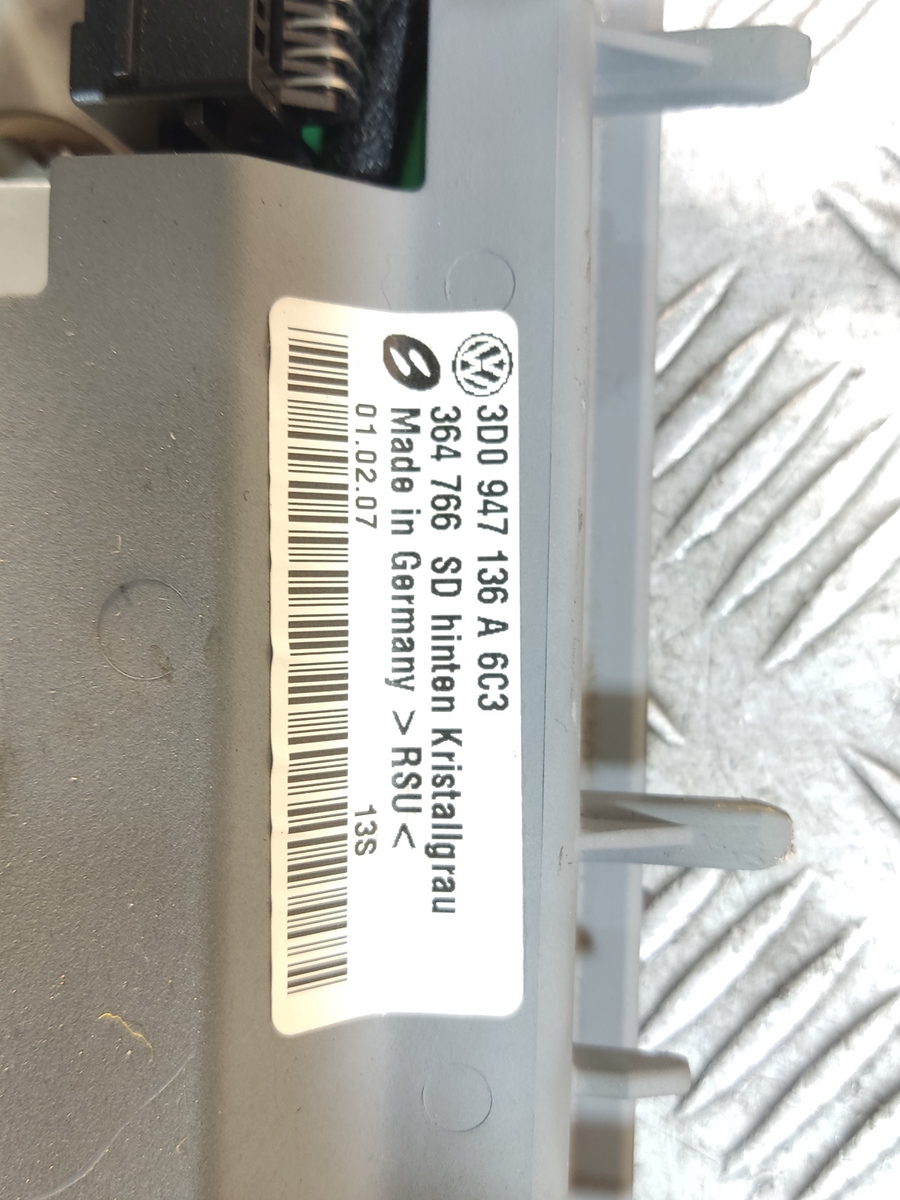 3D0 947 136 A 6C3
364 766 SD hinten Kristallgrau
Made in Germany >RSU<
01.02.07 13S